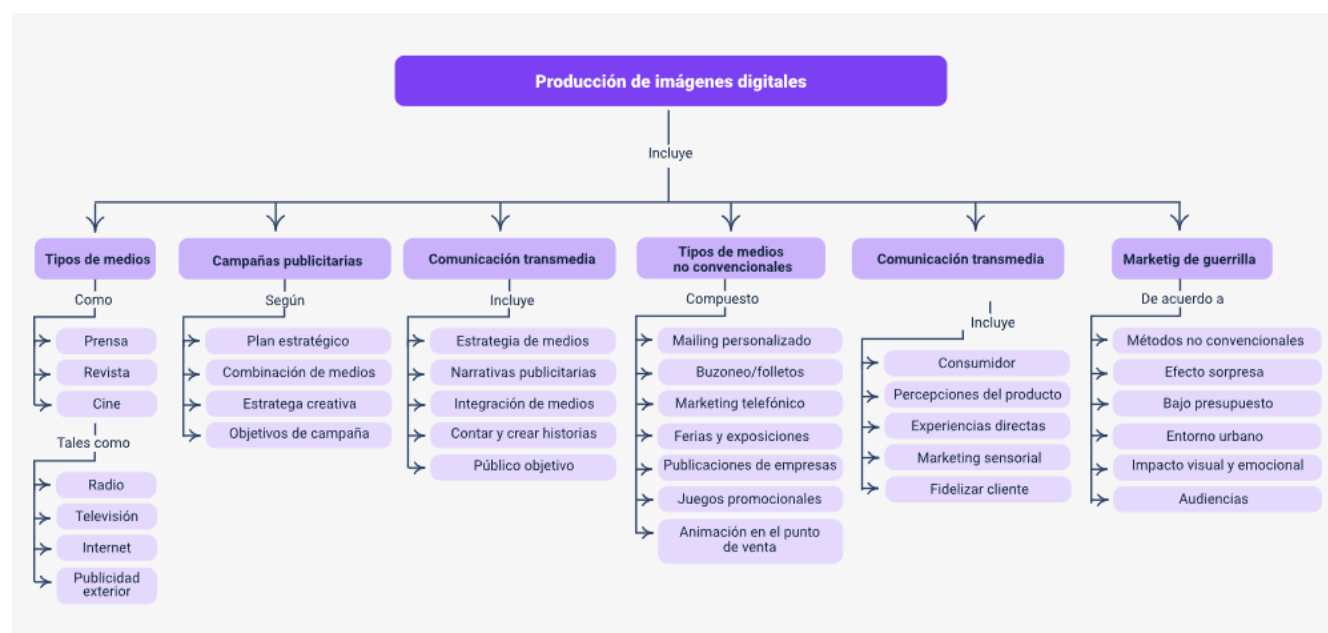 Producción de imágenes digitales
Incluye
Tipos de medios
Como
Prensa
Revista
Cine
Tales como
Radio
Televisión
Internet
Publicidad
exterior
Campañas publicitarias
Según
Plan estratégico
Combinación de medios
Estratega creativa
Objetivos de campaña
Comunicación transmedia
Incluye
Estrategia de medios
Narrativas publicitarias
Integración de medios
Contar y crear historias
Público objetivo
Tipos de medios
no convencionales
Compuesto
Mailing personalizado
Buzoneo/folletos
Marketing telefónico
Ferias y exposiciones
Publicaciones de empresas
Juegos promocionales
Animación en el punto
de venta
Comunicación transmedia
Incluye
Consumidor
Percepciones del producto
Experiencias directas
Marketing sensorial
Fidelizar cliente
Marketig de guerrilla
De acuerdo a
Métodos no convencionales
Efecto sorpresa
Bajo presupuesto
Entorno urbano
Impacto visual y emocional
Audiencias